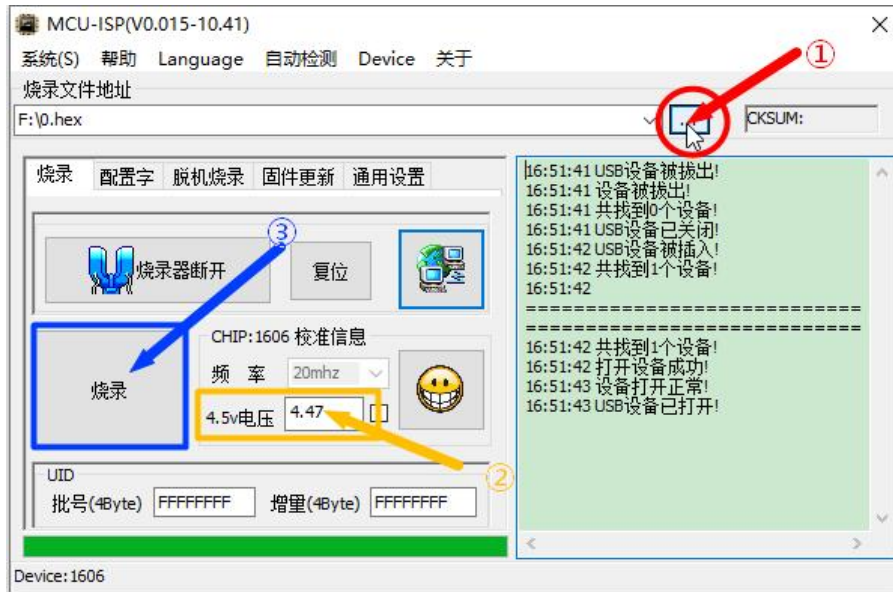 MCU-ISP(V0.015-10.41)
系统(S) 帮助 Language 自动检测 Device 关于
①
烧录文件地址
F:\0.hex ... CKSUM:
烧录 配置字 脱机烧录 固件更新 通用设置
③
烧录器断开 复位
烧录
CHIP:1606 校准信息
频 率 20mhz
4.5v电压 4.47
②
UID
批号(4Byte) FFFFFFFF 增量(4Byte) FFFFFFFF
16:51:41 USB设备被拔出!
16:51:41 设备被拔出!
16:51:41 共找到0个设备!
16:51:41 USB设备已关闭!
16:51:42 USB设备被插入!
16:51:42 共找到1个设备!
16:51:42
============================
============================
16:51:42 共找到1个设备!
16:51:42 打开设备成功!
16:51:43 设备打开正常!
16:51:43 USB设备已打开!
Device:1606